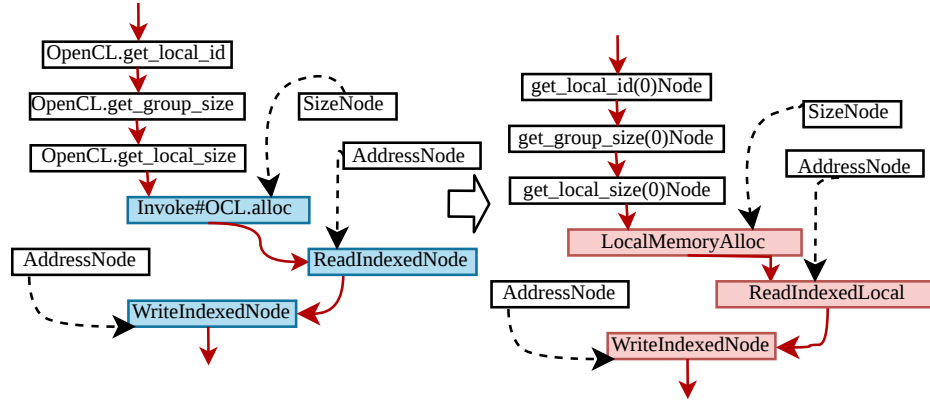 OpenCL.get_local_id
OpenCL.get_group_size
SizeNode
OpenCL.get_local_size
AddressNode
Invoke#OCL.alloc
AddressNode
ReadIndexedNode
WriteIndexedNode
get_local_id(0)Node
SizeNode
get_group_size(0)Node
AddressNode
get_local_size(0)Node
LocalMemoryAlloc
AddressNode
ReadIndexedLocal
WriteIndexedNode